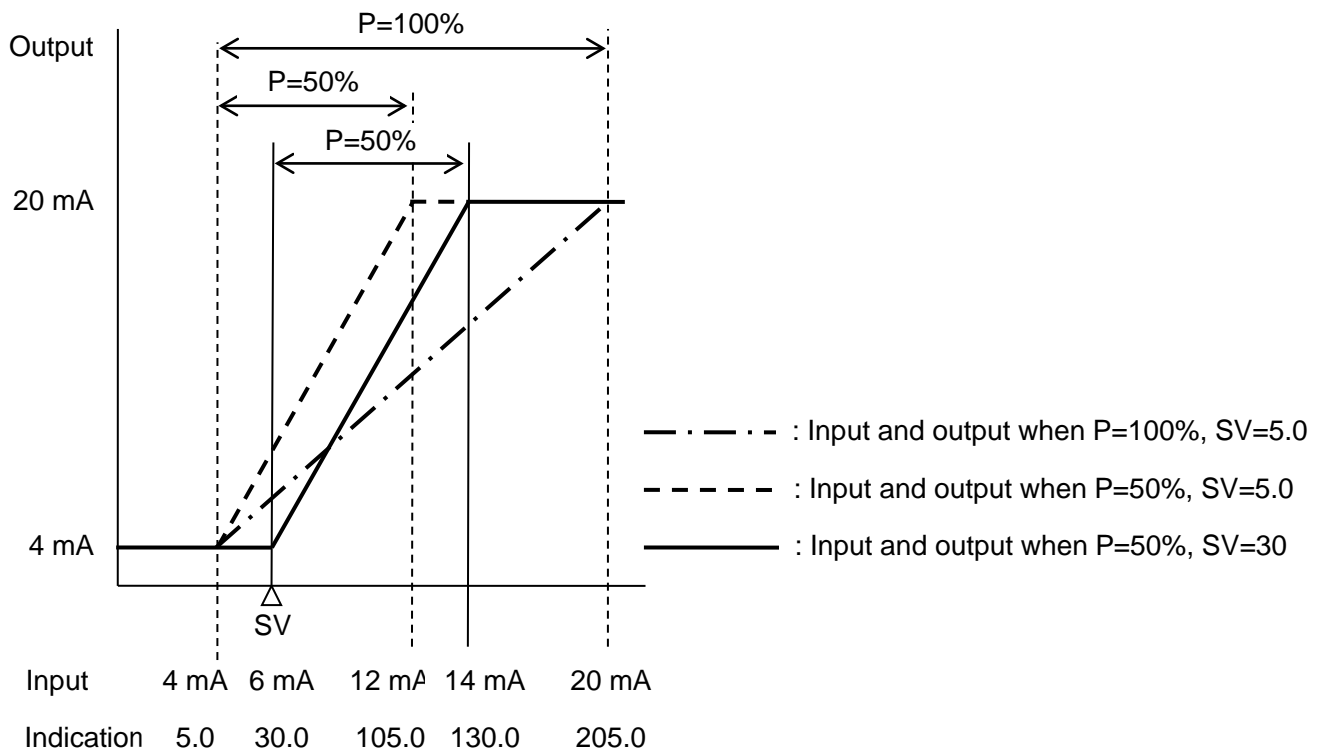 P=100%
Output
P=50%
P=50%
20 mA
: Input and output when P=100%, SV=5.0
: Input and output when P=50%, SV=5.0
4 mA
: Input and output when P=50%, SV=30
SV
Input 4 mA 6 mA 12 mA 14 mA 20 mA
Indication 5.0 30.0 105.0 130.0 205.0